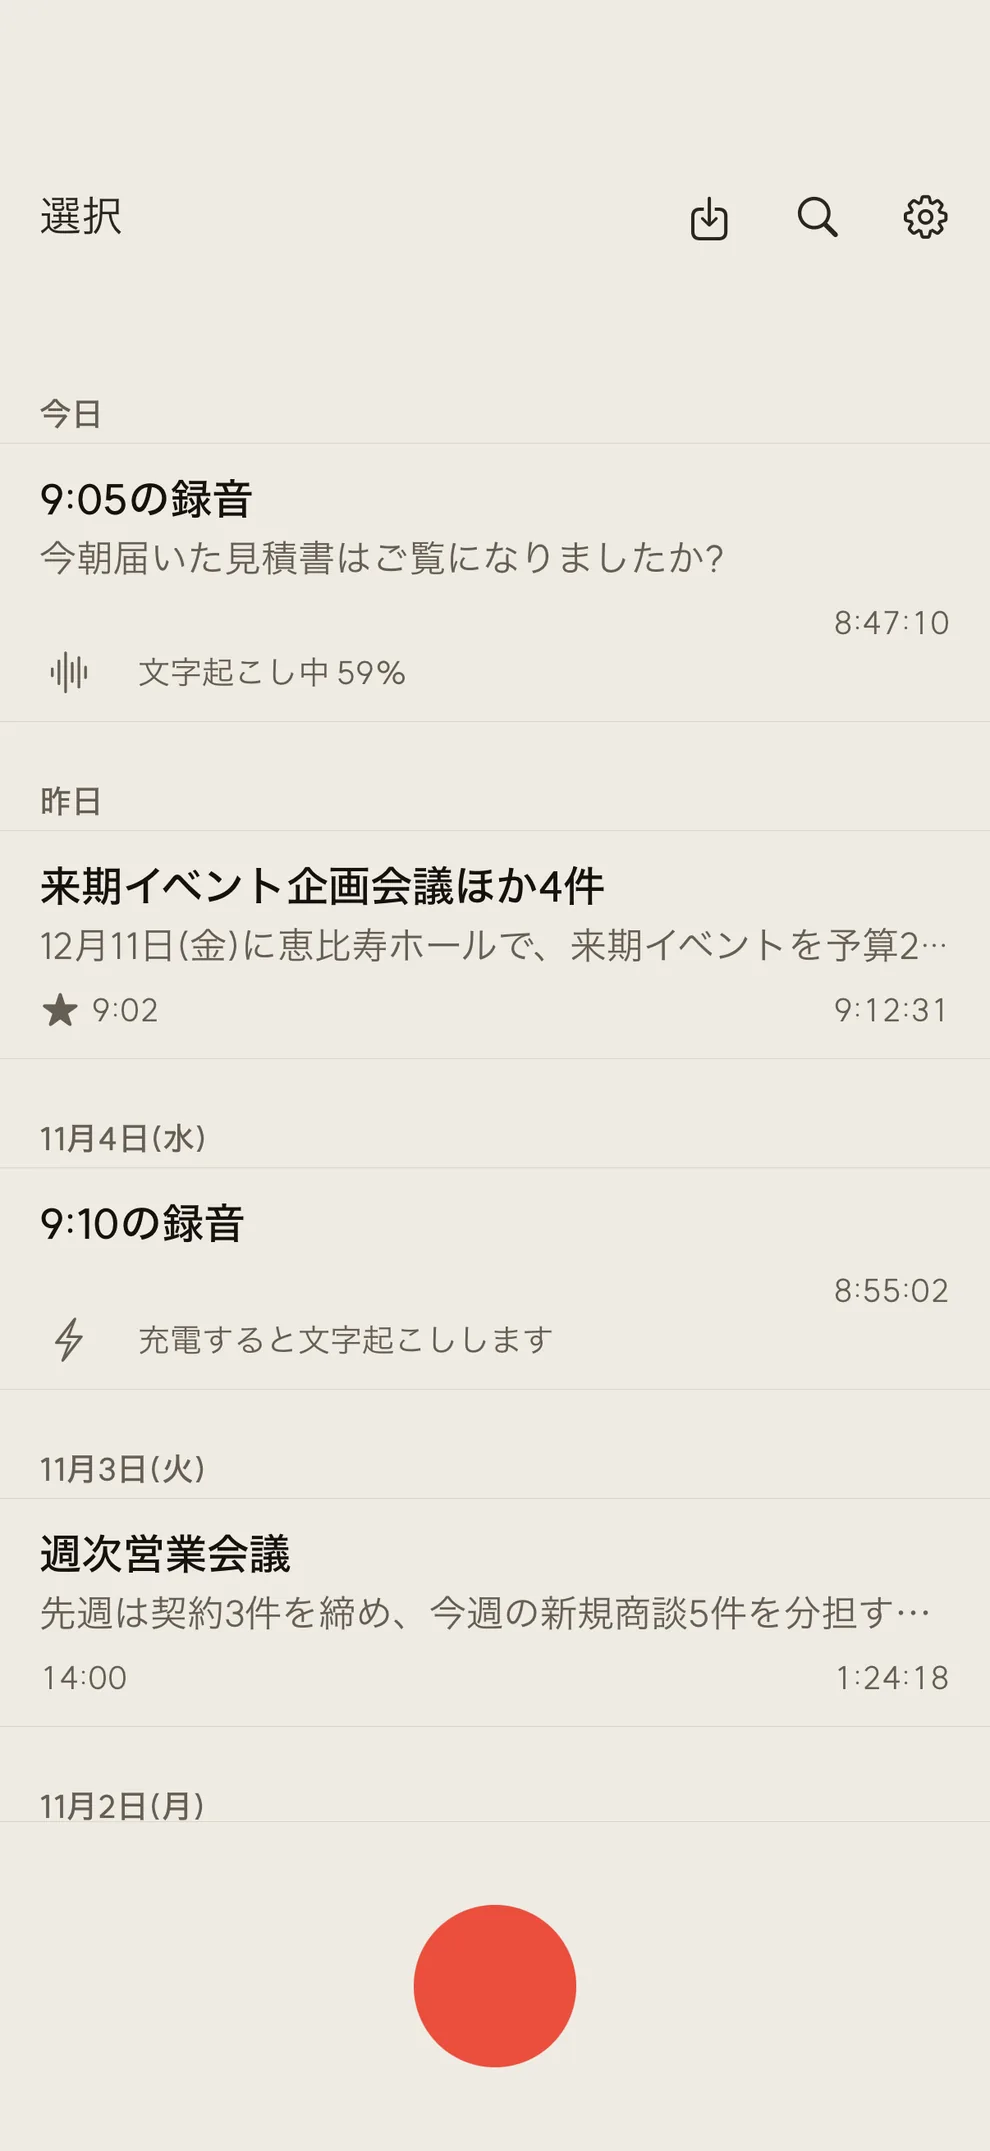 選択
今日
9:05の録音
今朝届いた見積書はご覧になりましたか?
8:47:10
文字起こし中 59%
昨日
来期イベント企画会議ほか4件
12月11日(金)に恵比寿ホールで、来期イベントを予算2…
★ 9:02 9:12:31
11月4日(水)
9:10の録音
8:55:02
充電すると文字起こしします
11月3日(火)
週次営業会議
先週は契約3件を締め、今週の新規商談5件を分担す…
14:00 1:24:18
11月2日(月)